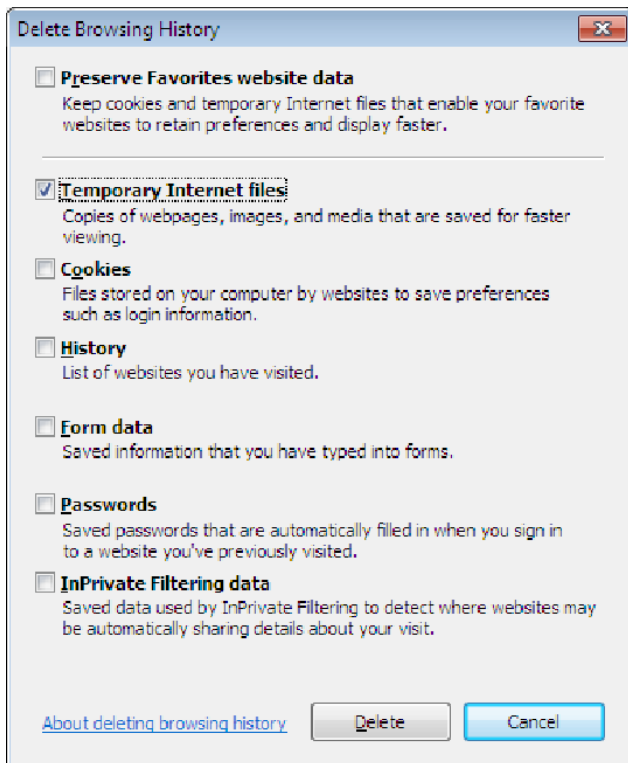 Delete Browsing History
Preserve Favorites website data
Keep cookies and temporary Internet files that enable your favorite
websites to retain preferences and display faster.
Temporary Internet files
Copies of webpages, images, and media that are saved for faster
viewing.
Cookies
Files stored on your computer by websites to save preferences
such as login information.
History
List of websites you have visited.
Form data
Saved information that you have typed into forms.
Passwords
Saved passwords that are automatically filled in when you sign in
to a website you've previously visited.
InPrivate Filtering data
Saved data used by InPrivate Filtering to detect where websites may
be automatically sharing details about your visit.
About deleting browsing history Delete Cancel